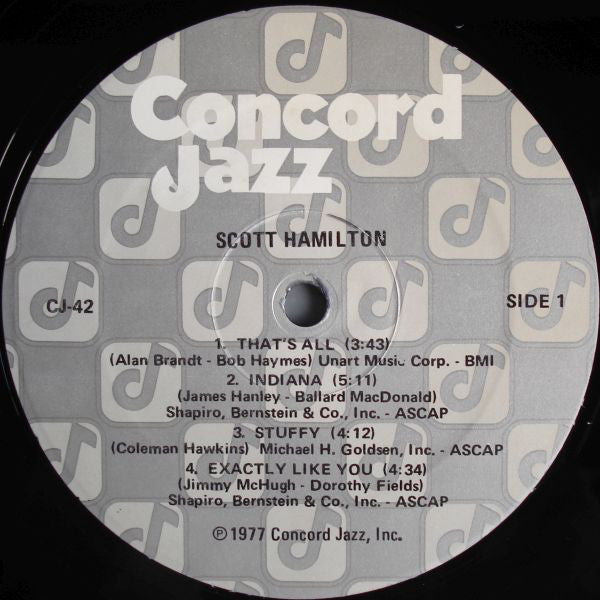 Concord
Jazz
SCOTT HAMILTON
CJ-42
SIDE 1
1. THAT'S ALL (3:43)
(Alan Brandt - Bob Haymes) Unart Music Corp. - BMI
2. INDIANA (5:11)
(James Hanley - Ballard MacDonald)
Shapiro, Bernstein & Co., Inc. - ASCAP
3. STUFFY (4:12)
(Coleman Hawkins) Michael H. Goldsen, Inc. - ASCAP
4. EXACTLY LIKE YOU (4:34)
(Jimmy McHugh - Dorothy Fields)
Shapiro, Bernstein & Co., Inc. - ASCAP
℗ 1977 Concord Jazz, Inc.